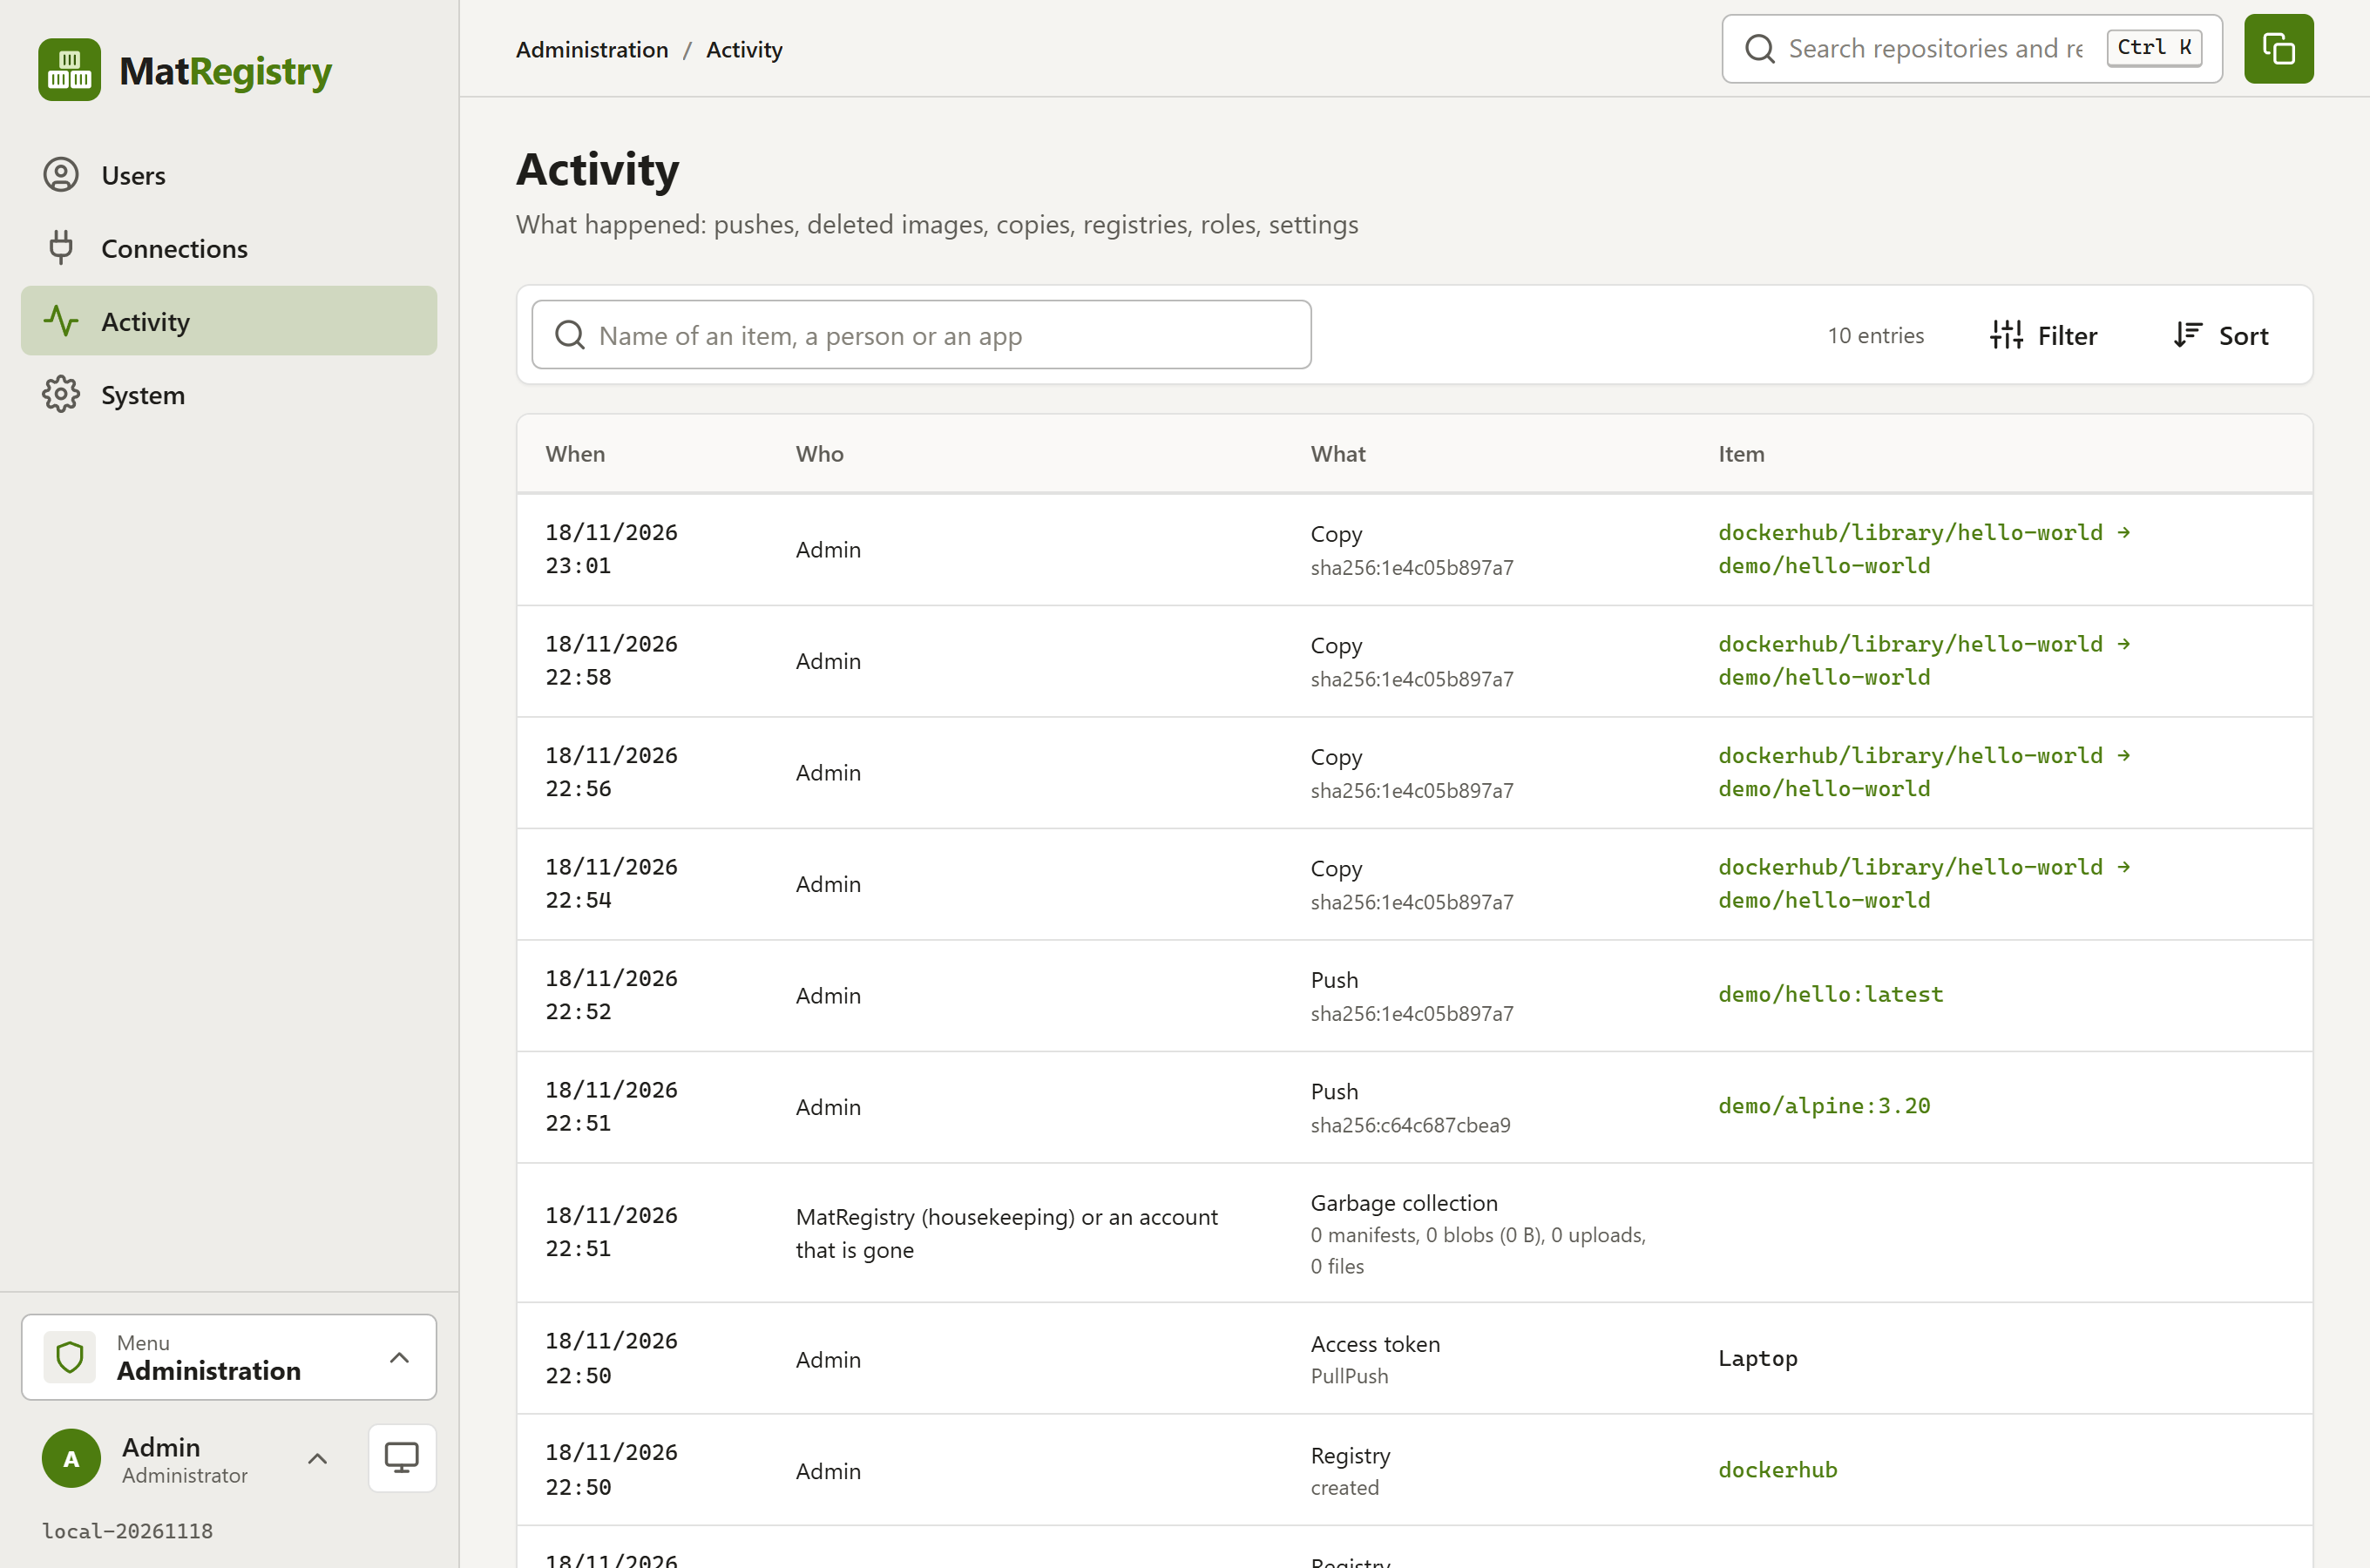 MatRegistry
Users
Connections
Activity
System
Menu
Administration
A
Admin
Administrator
local-20261118
Administration / Activity
Search repositories and re
Ctrl K
Activity
What happened: pushes, deleted images, copies, registries, roles, settings
Name of an item, a person or an app
10 entries
Filter
Sort
When Who What Item
18/11/2026 23:01
Admin
Copy
sha256:1e4c05b897a7
dockerhub/library/hello-world →
demo/hello-world
18/11/2026 22:58
Admin
Copy
sha256:1e4c05b897a7
dockerhub/library/hello-world →
demo/hello-world
18/11/2026 22:56
Admin
Copy
sha256:1e4c05b897a7
dockerhub/library/hello-world →
demo/hello-world
18/11/2026 22:54
Admin
Copy
sha256:1e4c05b897a7
dockerhub/library/hello-world →
demo/hello-world
18/11/2026 22:52
Admin
Push
sha256:1e4c05b897a7
demo/hello:latest
18/11/2026 22:51
Admin
Push
sha256:c64c687cbea9
demo/alpine:3.20
18/11/2026 22:51
MatRegistry (housekeeping) or an account
that is gone
Garbage collection
0 manifests, 0 blobs (0 B), 0 uploads,
0 files
18/11/2026 22:50
Admin
Access token
PullPush
Laptop
18/11/2026 22:50
Admin
Registry
created
dockerhub
18/11/2026
Registry